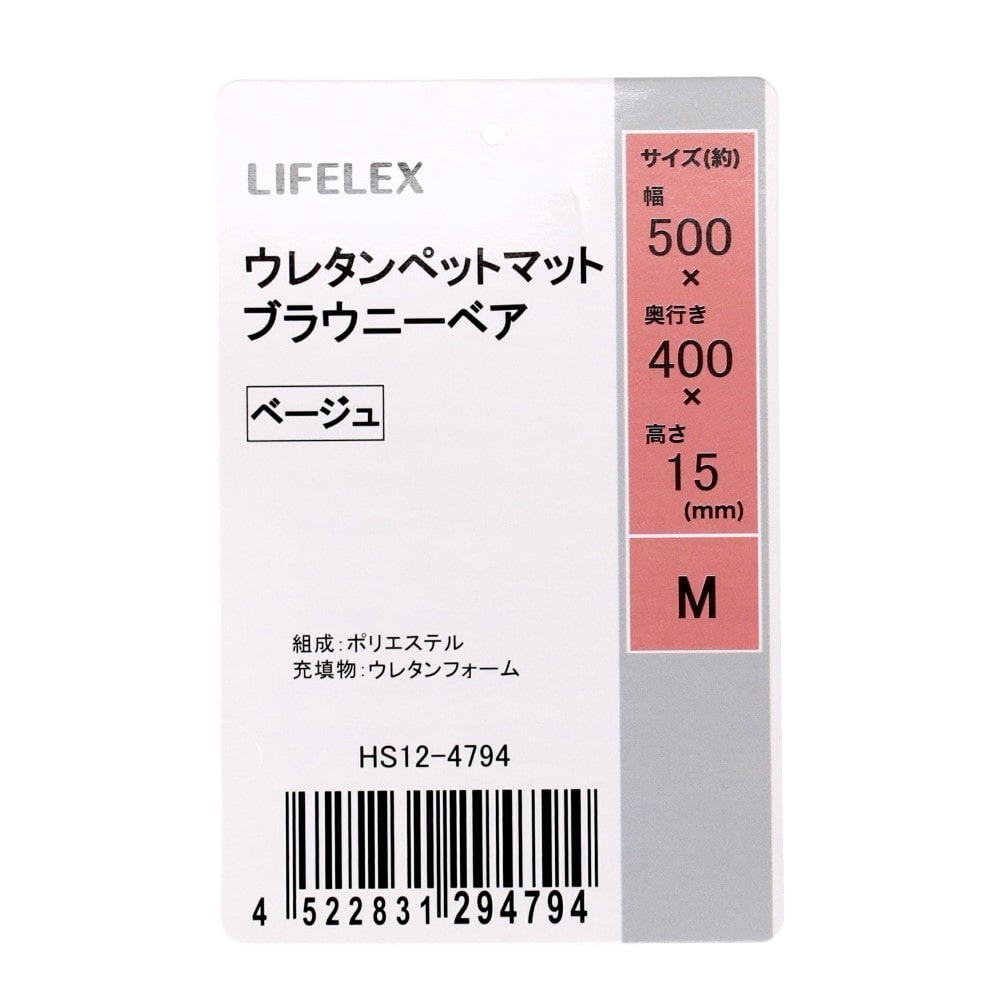 LIFELEX
ウレタンペットマット
ブラウニーベア
ベージュ
サイズ(約)
幅
500
×
奥行き
400
×
高さ
15
(mm)
M
組成:ポリエステル
充填物:ウレタンフォーム
HS12-4794
4 522831 294794